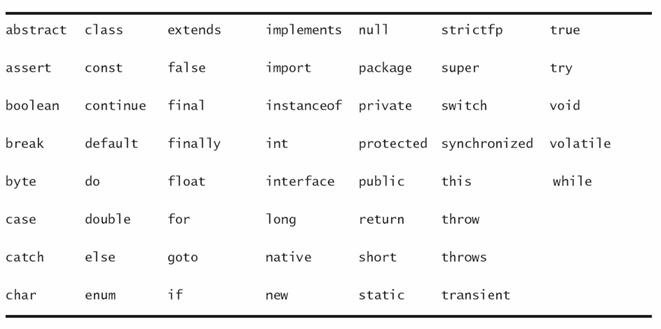 abstract class extends implements null strictfp true
assert const false import package super try
boolean continue final instanceof private switch void
break default finally int protected synchronized volatile
byte do float interface public this while
case double for long return throw
catch else goto native short throws
char enum if new static transient